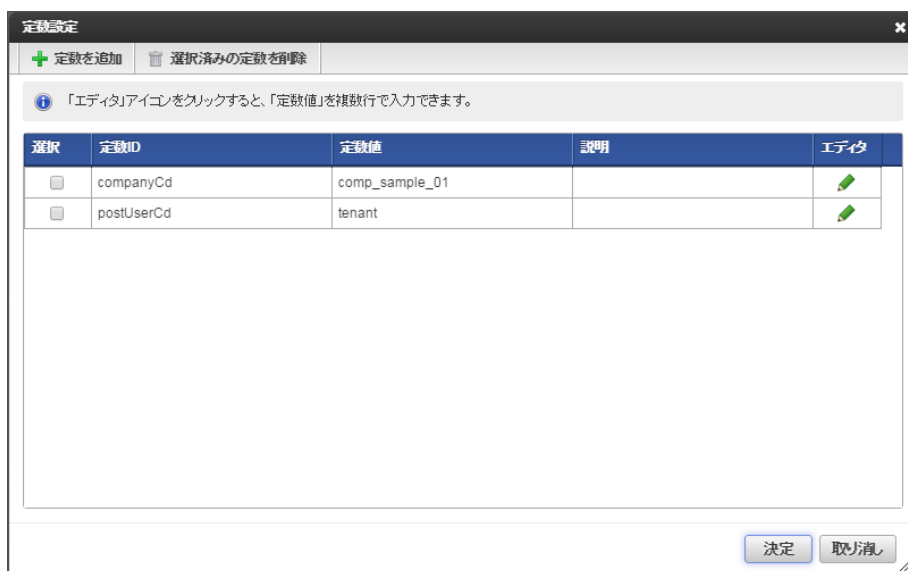 定数設定
定数を追加 選択済みの定数を削除
「エディタ」アイコンをクリックすると、「定数値」を複数行で入力できます。
選択 定数ID 定数値 説明 エディタ
companyCd comp_sample_01
postUserCd tenant
決定 取り消し